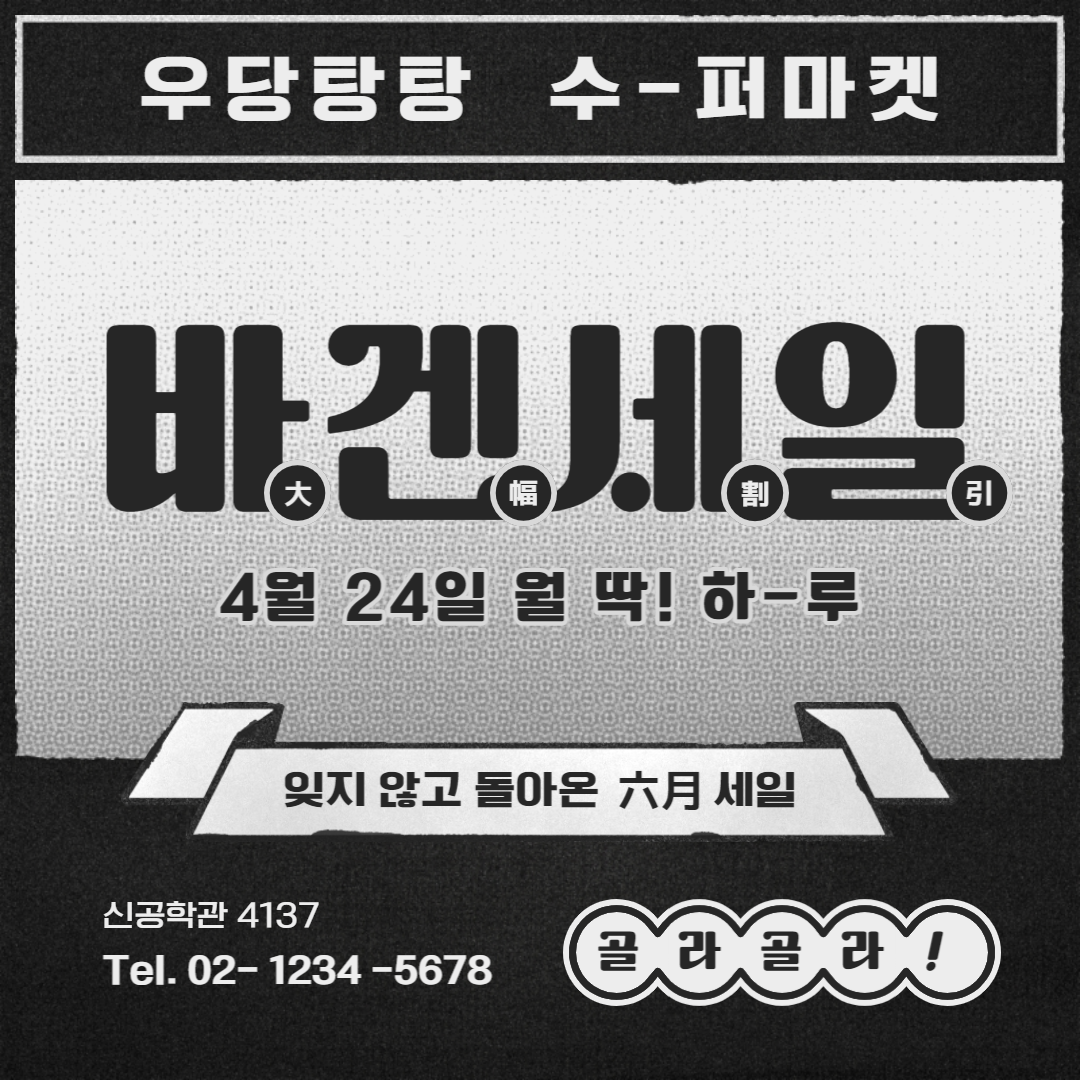 우당탕탕 수-퍼마켓
바겐세일
大幅割引
4월 24일 월 딱! 하-루
잊지 않고 돌아온 六月 세일
신공학관 4137
Tel. 02- 1234 -5678
골라골라!